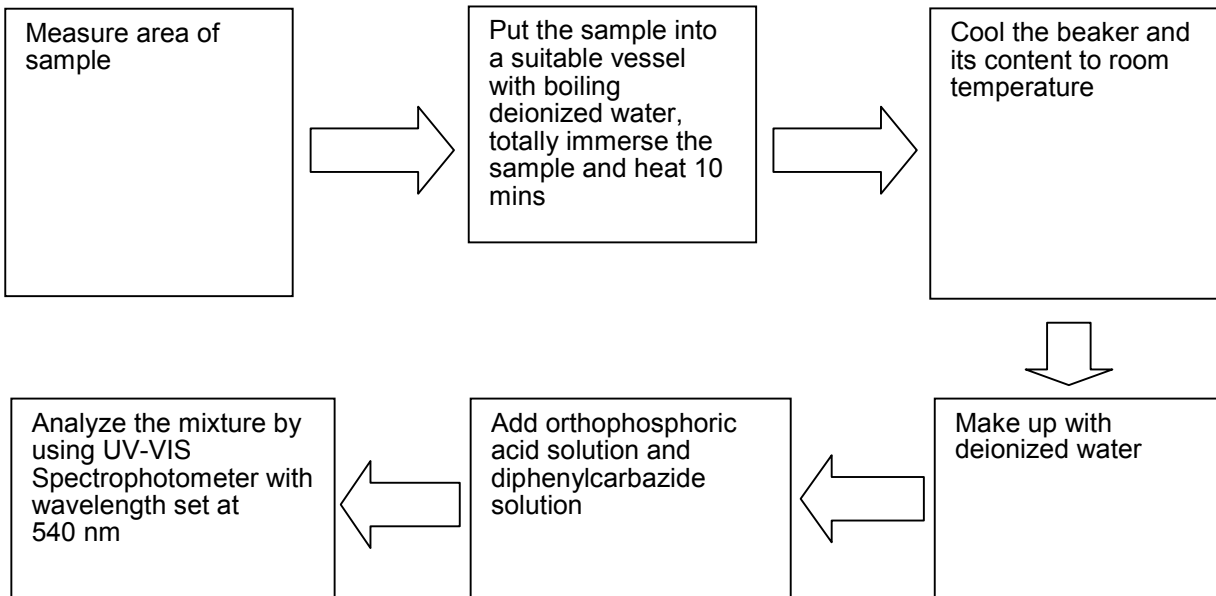 Measure area of
sample
Put the sample into
a suitable vessel
with boiling
deionized water,
totally immerse the
sample and heat 10
mins
Cool the beaker and
its content to room
temperature
Make up with
deionized water
Add orthophosphoric
acid solution and
diphenylcarbazide
solution
Analyze the mixture by
using UV-VIS
Spectrophotometer with
wavelength set at
540 nm